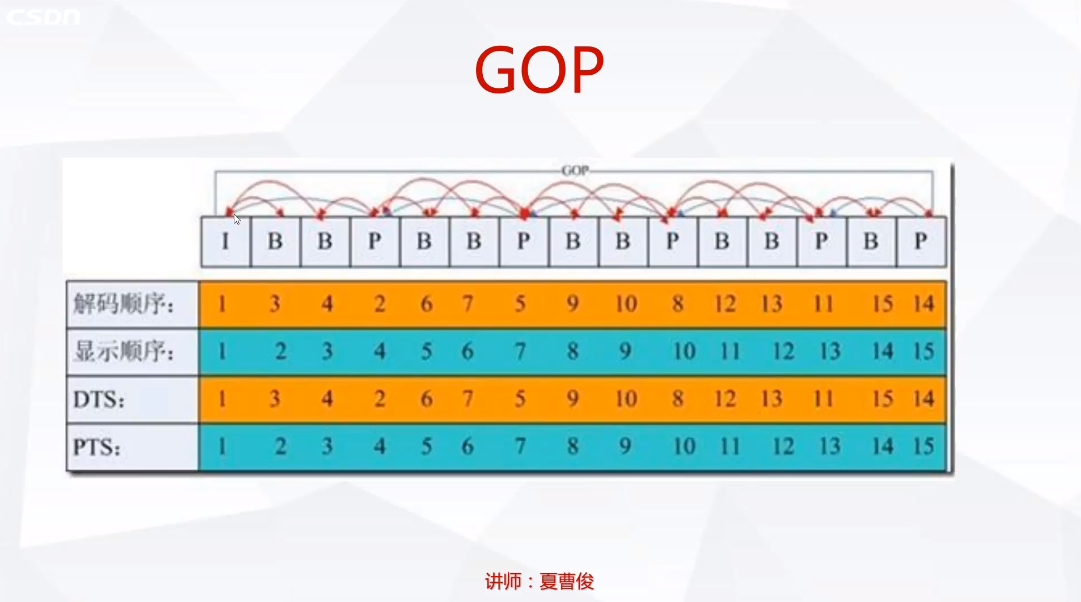 CSDN
GOP
GOP
I B B P B B P B B P B B P B P
解码顺序: 1 3 4 2 6 7 5 9 10 8 12 13 11 15 14
显示顺序: 1 2 3 4 5 6 7 8 9 10 11 12 13 14 15
DTS: 1 3 4 2 6 7 5 9 10 8 12 13 11 15 14
PTS: 1 2 3 4 5 6 7 8 9 10 11 12 13 14 15
讲师：夏曹俊